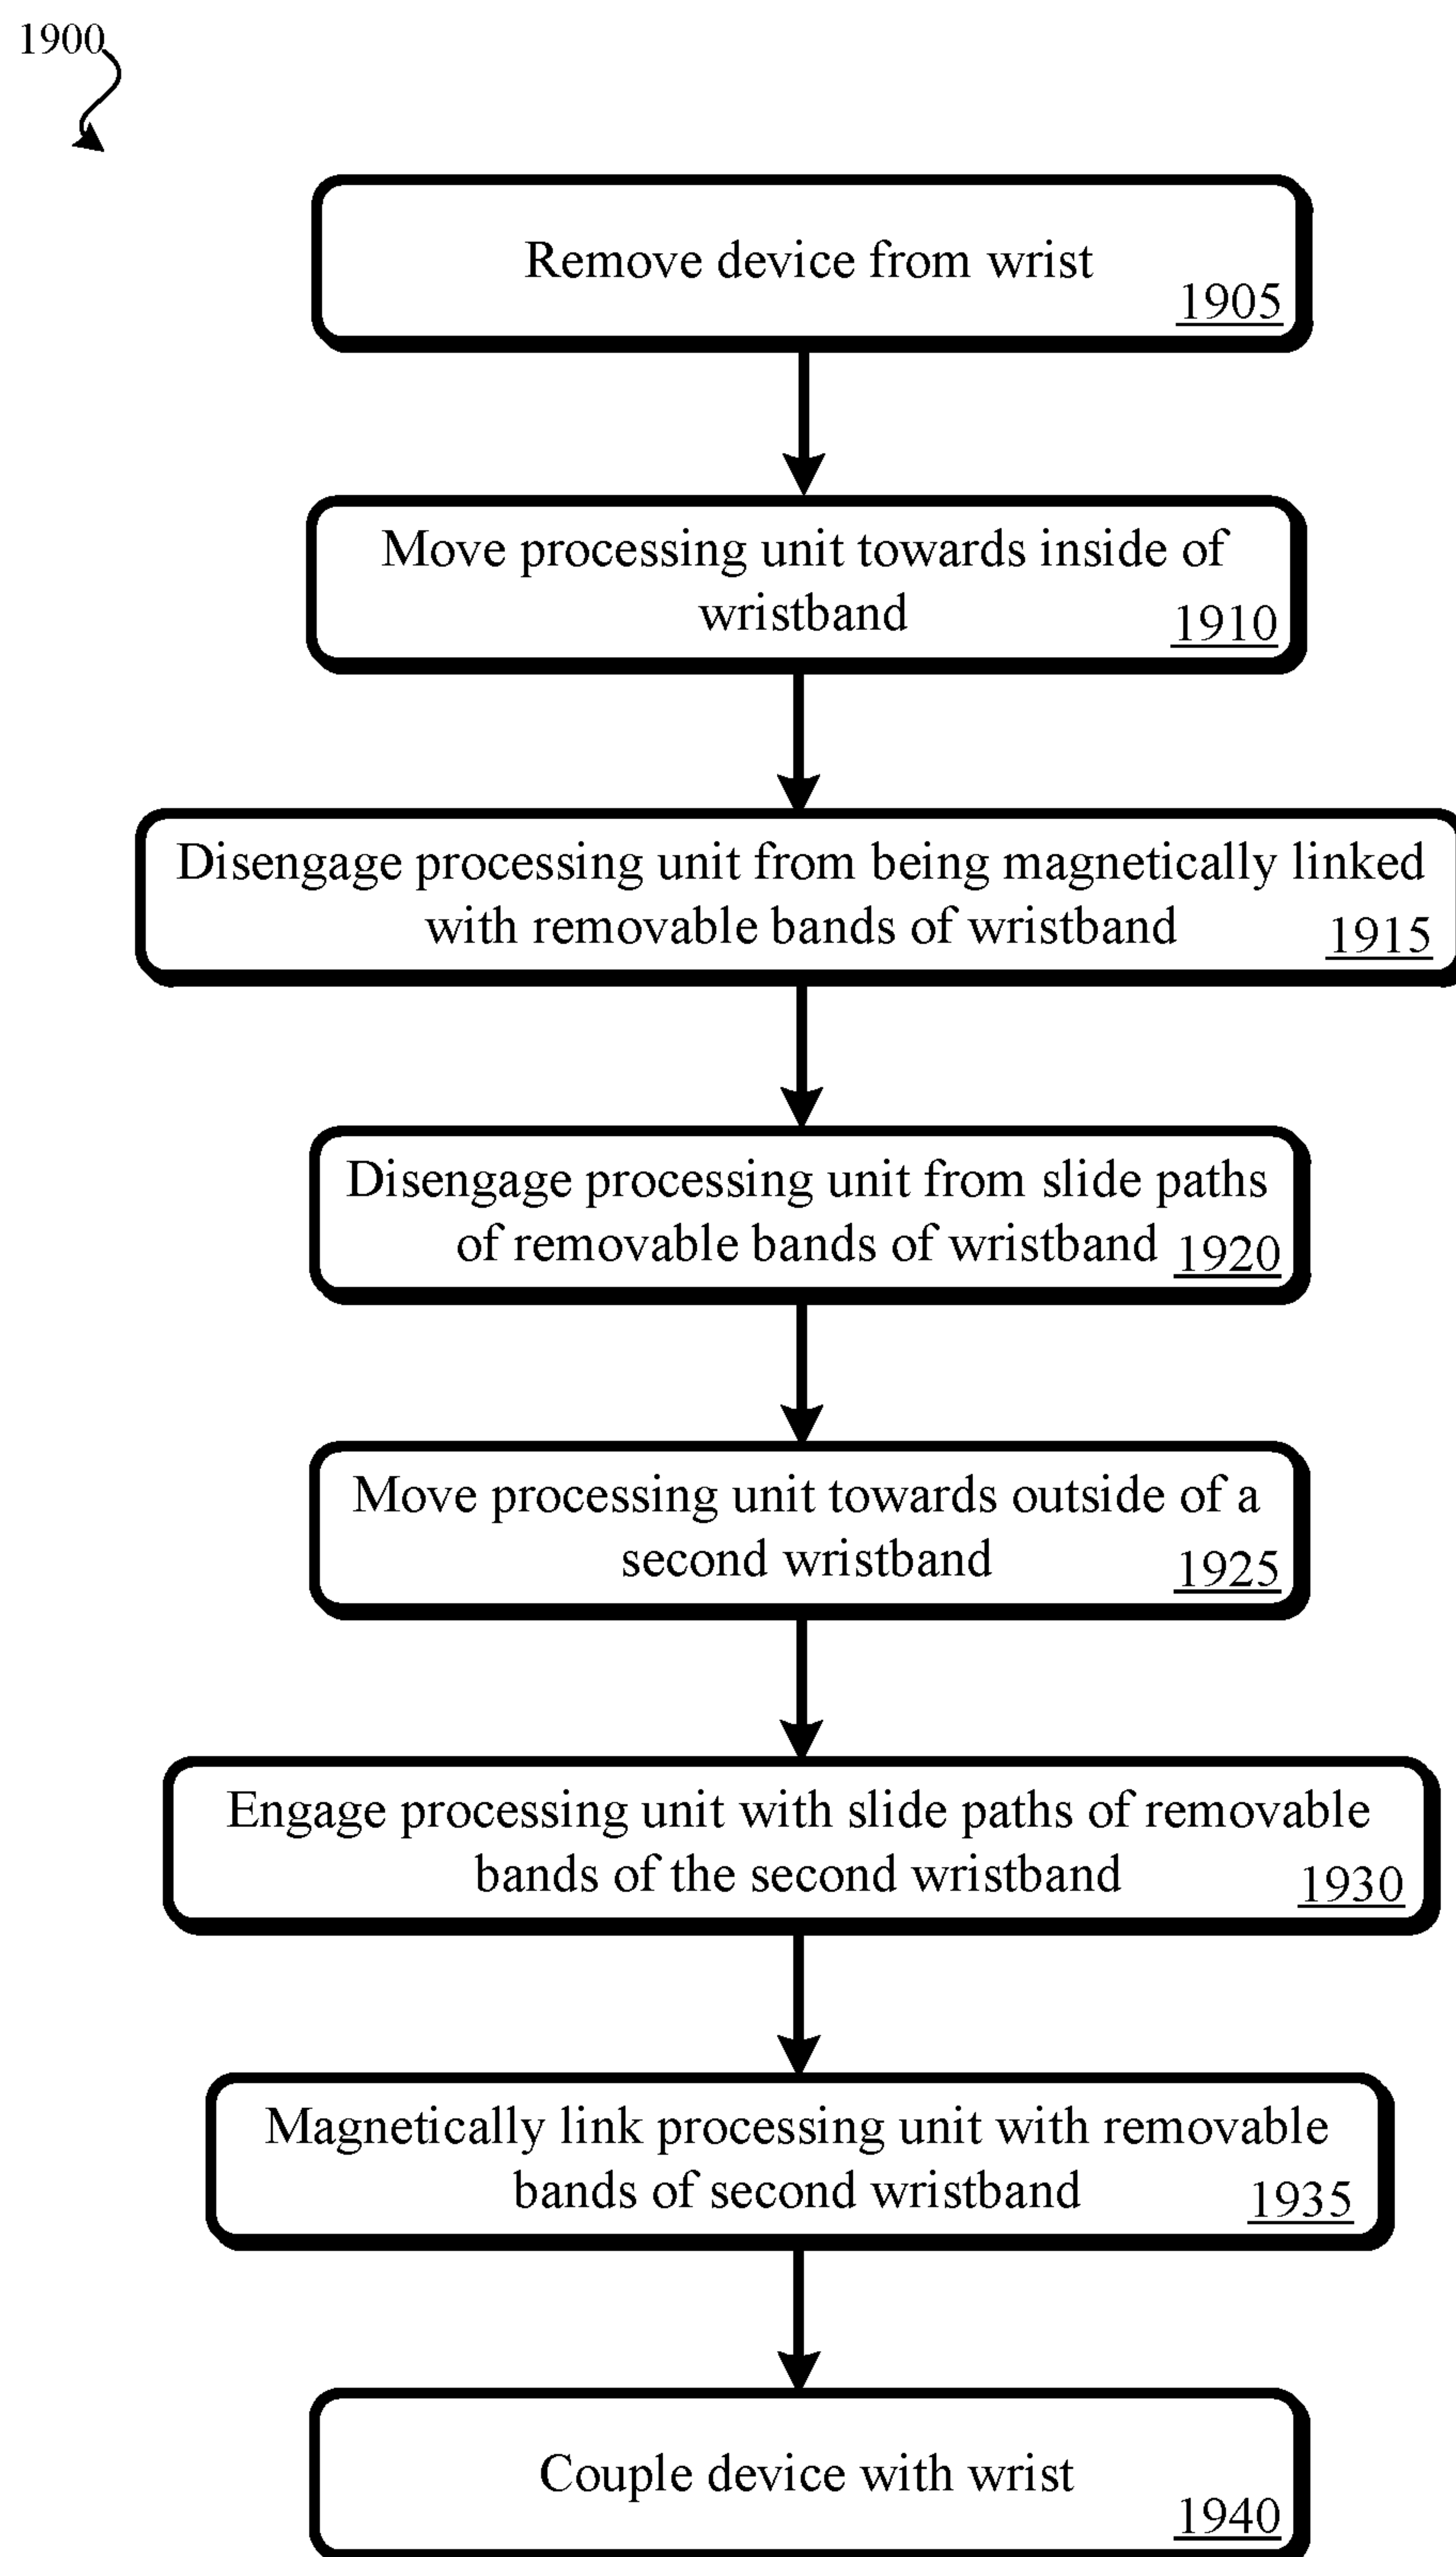 1900
Remove device from wrist
1905
Move processing unit towards inside of
wristband
1910
Disengage processing unit from being magnetically linked
with removable bands of wristband
1915
Disengage processing unit from slide paths
of removable bands of wristband 1920
Move processing unit towards outside of a
second wristband
1925
Engage processing unit with slide paths of removable
bands of the second wristband
1930
Magnetically link processing unit with removable
bands of second wristband
1935
Couple device with wrist
1940